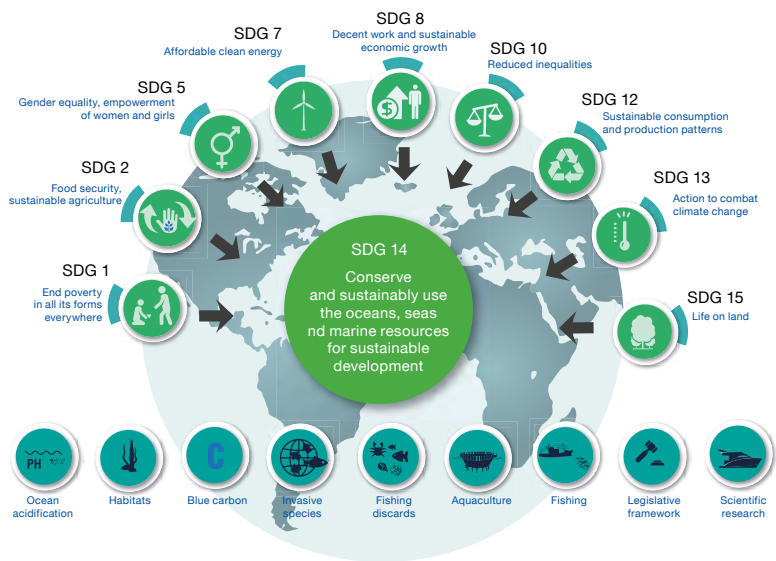 SDG 8
Decent work and sustainable
economic growth
SDG 7
Affordable clean energy
SDG 10
Reduced inequalities
SDG 5
Gender equality, empowerment
of women and girls
SDG 12
Sustainable consumption
and production patterns
SDG 2
Food security,
sustainable agriculture
SDG 13
Action to combat
climate change
SDG 1
End poverty
in all its forms
everywhere
SDG 15
Life on land
SDG 14
Conserve
and sustainably use
the oceans, seas
nd marine resources
for sustainable
development
PH
C
$
Ocean
acidification
Habitats
Blue carbon
Invasive
species
Fishing
discards
Aquaculture
Fishing
Legislative
framework
Scientific
research